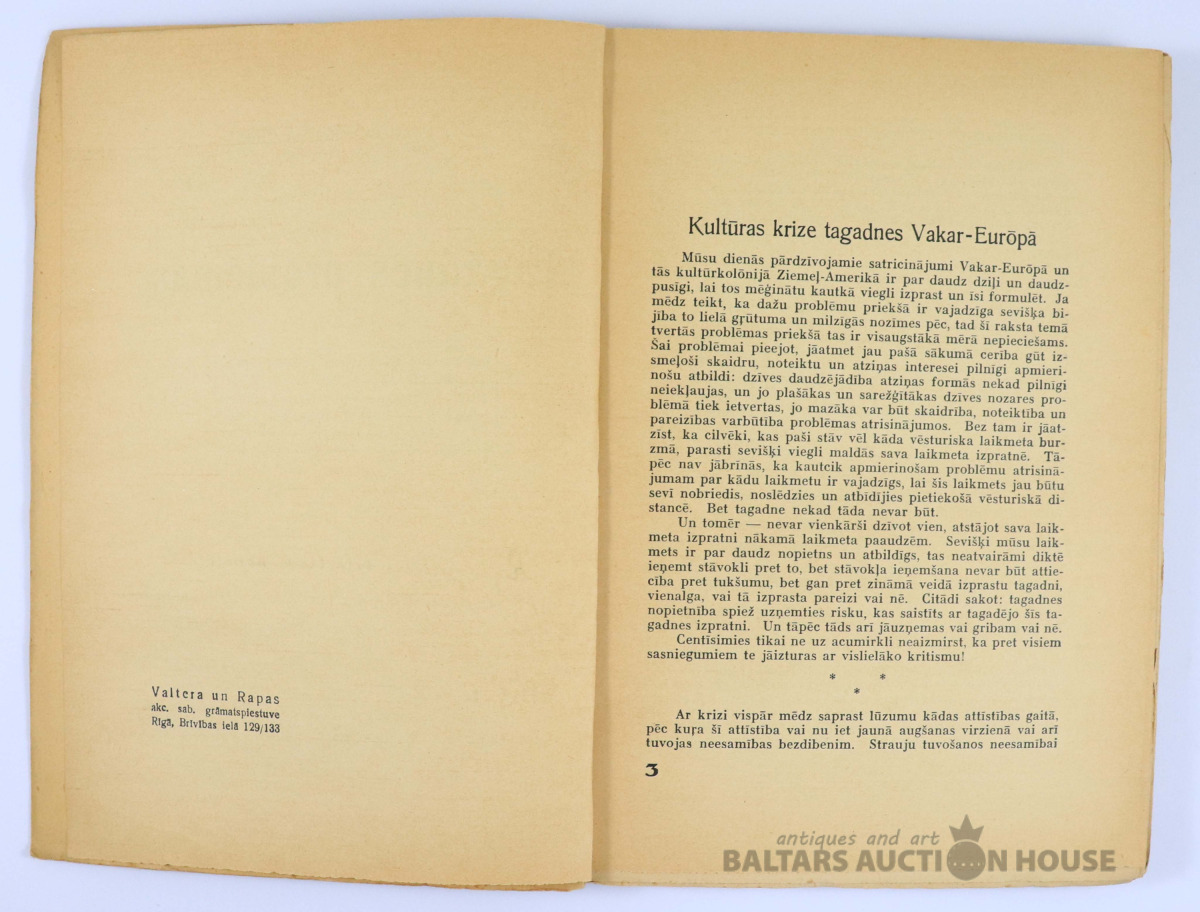 Valtera un Rapas
akc. sab. grāmatspiestuve
Rīgā, Brīvības ielā 129/133
Kultūras krize tagadnes Vakar-Eurōpā
Mūsu dienās pārdzīvojamie satricinājumi Vakar-Eurōpā un
tās kultūrkolōnijā Ziemeļ-Amerikā ir par daudz dziļi un daudz-
pusīgi, lai tos mēģinātu kautkā viegli izprast un īsi formulēt. Ja
mēdz teikt, ka dažu problēmu priekšā ir vajadzīga sevišķa bi-
jība to lielā gŗūtuma un milzīgās nozīmes pēc, tad šī raksta temā
tvertās problēmas priekšā tas ir visaugstākā mērā nepieciešams.
Šai problēmai pieejot, jāatmet jau pašā sākumā cerība gūt iz-
smeļoši skaidru, noteiktu un atziņas interesei pilnīgi apmieri-
nošu atbildi: dzīves daudzējādība atziņas formās nekad pilnīgi
neiekļaujas, un jo plašākas un sarežģītākas dzīves nozares pro-
blēmā tiek ietvertas, jo mazāka var būt skaidrība, noteiktība un
pareizības varbūtība problēmas atrisinājumos. Bez tam ir jāat-
zīst, ka cilvēki, kas paši stāv vēl kāda vēsturiska laikmeta bur-
zmā, parasti sevišķi viegli maldās sava laikmeta izpratnē. Tā-
pēc nav jābrīnās, ka kautcik apmierinošam problēmu atrisinā-
jumam par kādu laikmetu ir vajadzīgs, lai šis laikmets jau būtu
sevī nobriedis, noslēdzies un atbīdījies pietiekošā vēsturiskā di-
stancē. Bet tagadne nekad tāda nevar būt.
Un tomēr — nevar vienkārši dzīvot vien, atstājot sava laik-
meta izpratni nākamā laikmeta paaudzēm. Sevišķi mūsu laik-
mets ir par daudz nopietns un atbildīgs, tas neatvairāmi diktē
ieņemt stāvokli pret to, bet stāvokļa ieņemšana nevar būt attie-
cība pret tukšumu, bet gan pret zināmā veidā izprastu tagadni,
vienalga, vai tā izprasta pareizi vai nē. Citādi sakot: tagadnes
nopietnība spiež uzņemties risku, kas saistīts ar tagadējo šīs ta-
gadnes izpratni. Un tāpēc tāds arī jāuzņemas vai gribam vai nē.
Centīsimies tikai ne uz acumirkli neaizmirst, ka pret visiem
sasniegumiem te jāizturas ar vislielāko kritismu!
* *
*
Ar krizi vispār mēdz saprast lūzumu kādas attīstības gaitā,
pēc kuŗa šī attīstība vai nu iet jaunā augšanas virzienā vai arī
tuvojas neesamības bezdibenim. Strauju tuvošanos neesamībai
3
antiques and art
BALTARS AUCTION HOUSE